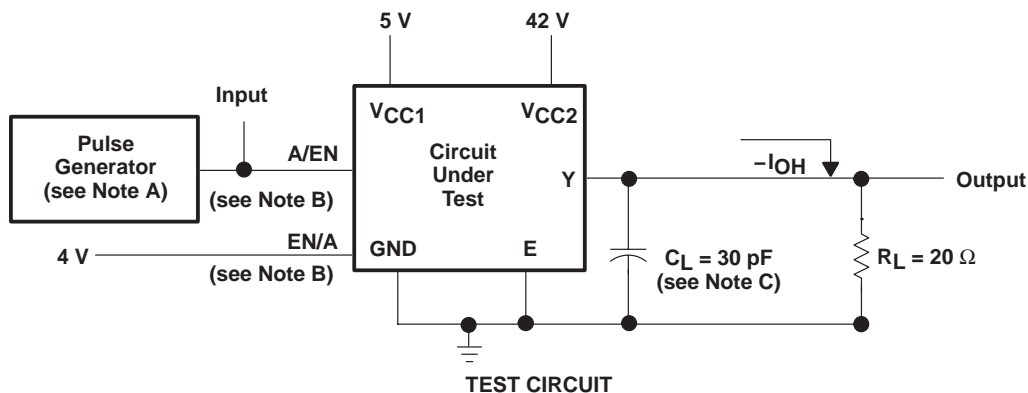 5 V
42 V
Input
Pulse
Generator
(see Note A)
A/EN
(see Note B)
VCC1
VCC2
Circuit
Under
Test
Y
–IOH
Output
4 V
EN/A
(see Note B)
GND
E
CL = 30 pF
(see Note C)
RL = 20 Ω
TEST CIRCUIT